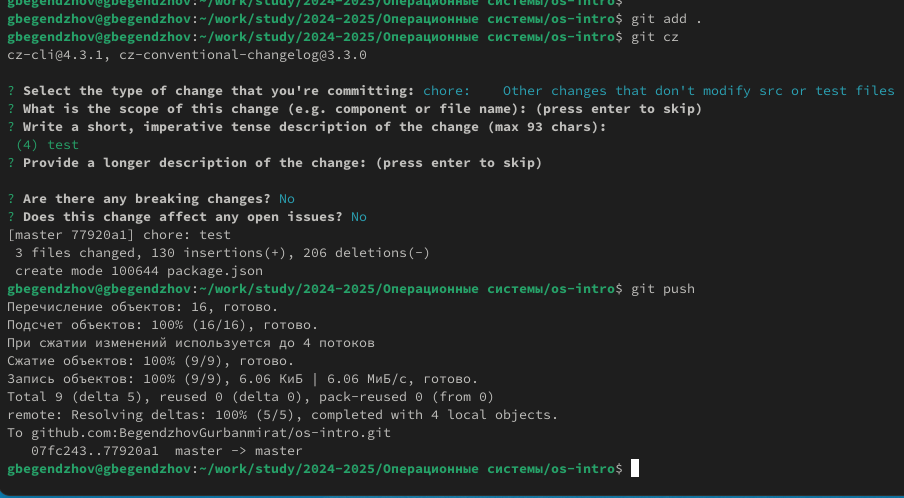 gbegendzhov@gbegendzhov:~/work/study/2024-2025/Операционные системы/os-intro$
gbegendzhov@gbegendzhov:~/work/study/2024-2025/Операционные системы/os-intro$ git add .
gbegendzhov@gbegendzhov:~/work/study/2024-2025/Операционные системы/os-intro$ git cz
cz-cli@4.3.1, cz-conventional-changelog@3.3.0

? Select the type of change that you're committing: chore:    Other changes that don't modify src or test files
? What is the scope of this change (e.g. component or file name): (press enter to skip)
? Write a short, imperative tense description of the change (max 93 chars):
 (4) test
? Provide a longer description of the change: (press enter to skip)

? Are there any breaking changes? No
? Does this change affect any open issues? No
[master 77920a1] chore: test
 3 files changed, 130 insertions(+), 206 deletions(-)
 create mode 100644 package.json
gbegendzhov@gbegendzhov:~/work/study/2024-2025/Операционные системы/os-intro$ git push
Перечисление объектов: 16, готово.
Подсчет объектов: 100% (16/16), готово.
При сжатии изменений используется до 4 потоков
Сжатие объектов: 100% (9/9), готово.
Запись объектов: 100% (9/9), 6.06 КиБ | 6.06 МиБ/с, готово.
Total 9 (delta 5), reused 0 (delta 0), pack-reused 0 (from 0)
remote: Resolving deltas: 100% (5/5), completed with 4 local objects.
To github.com:BegendzhovGurbanmirat/os-intro.git
   07fc243..77920a1  master -> master
gbegendzhov@gbegendzhov:~/work/study/2024-2025/Операционные системы/os-intro$